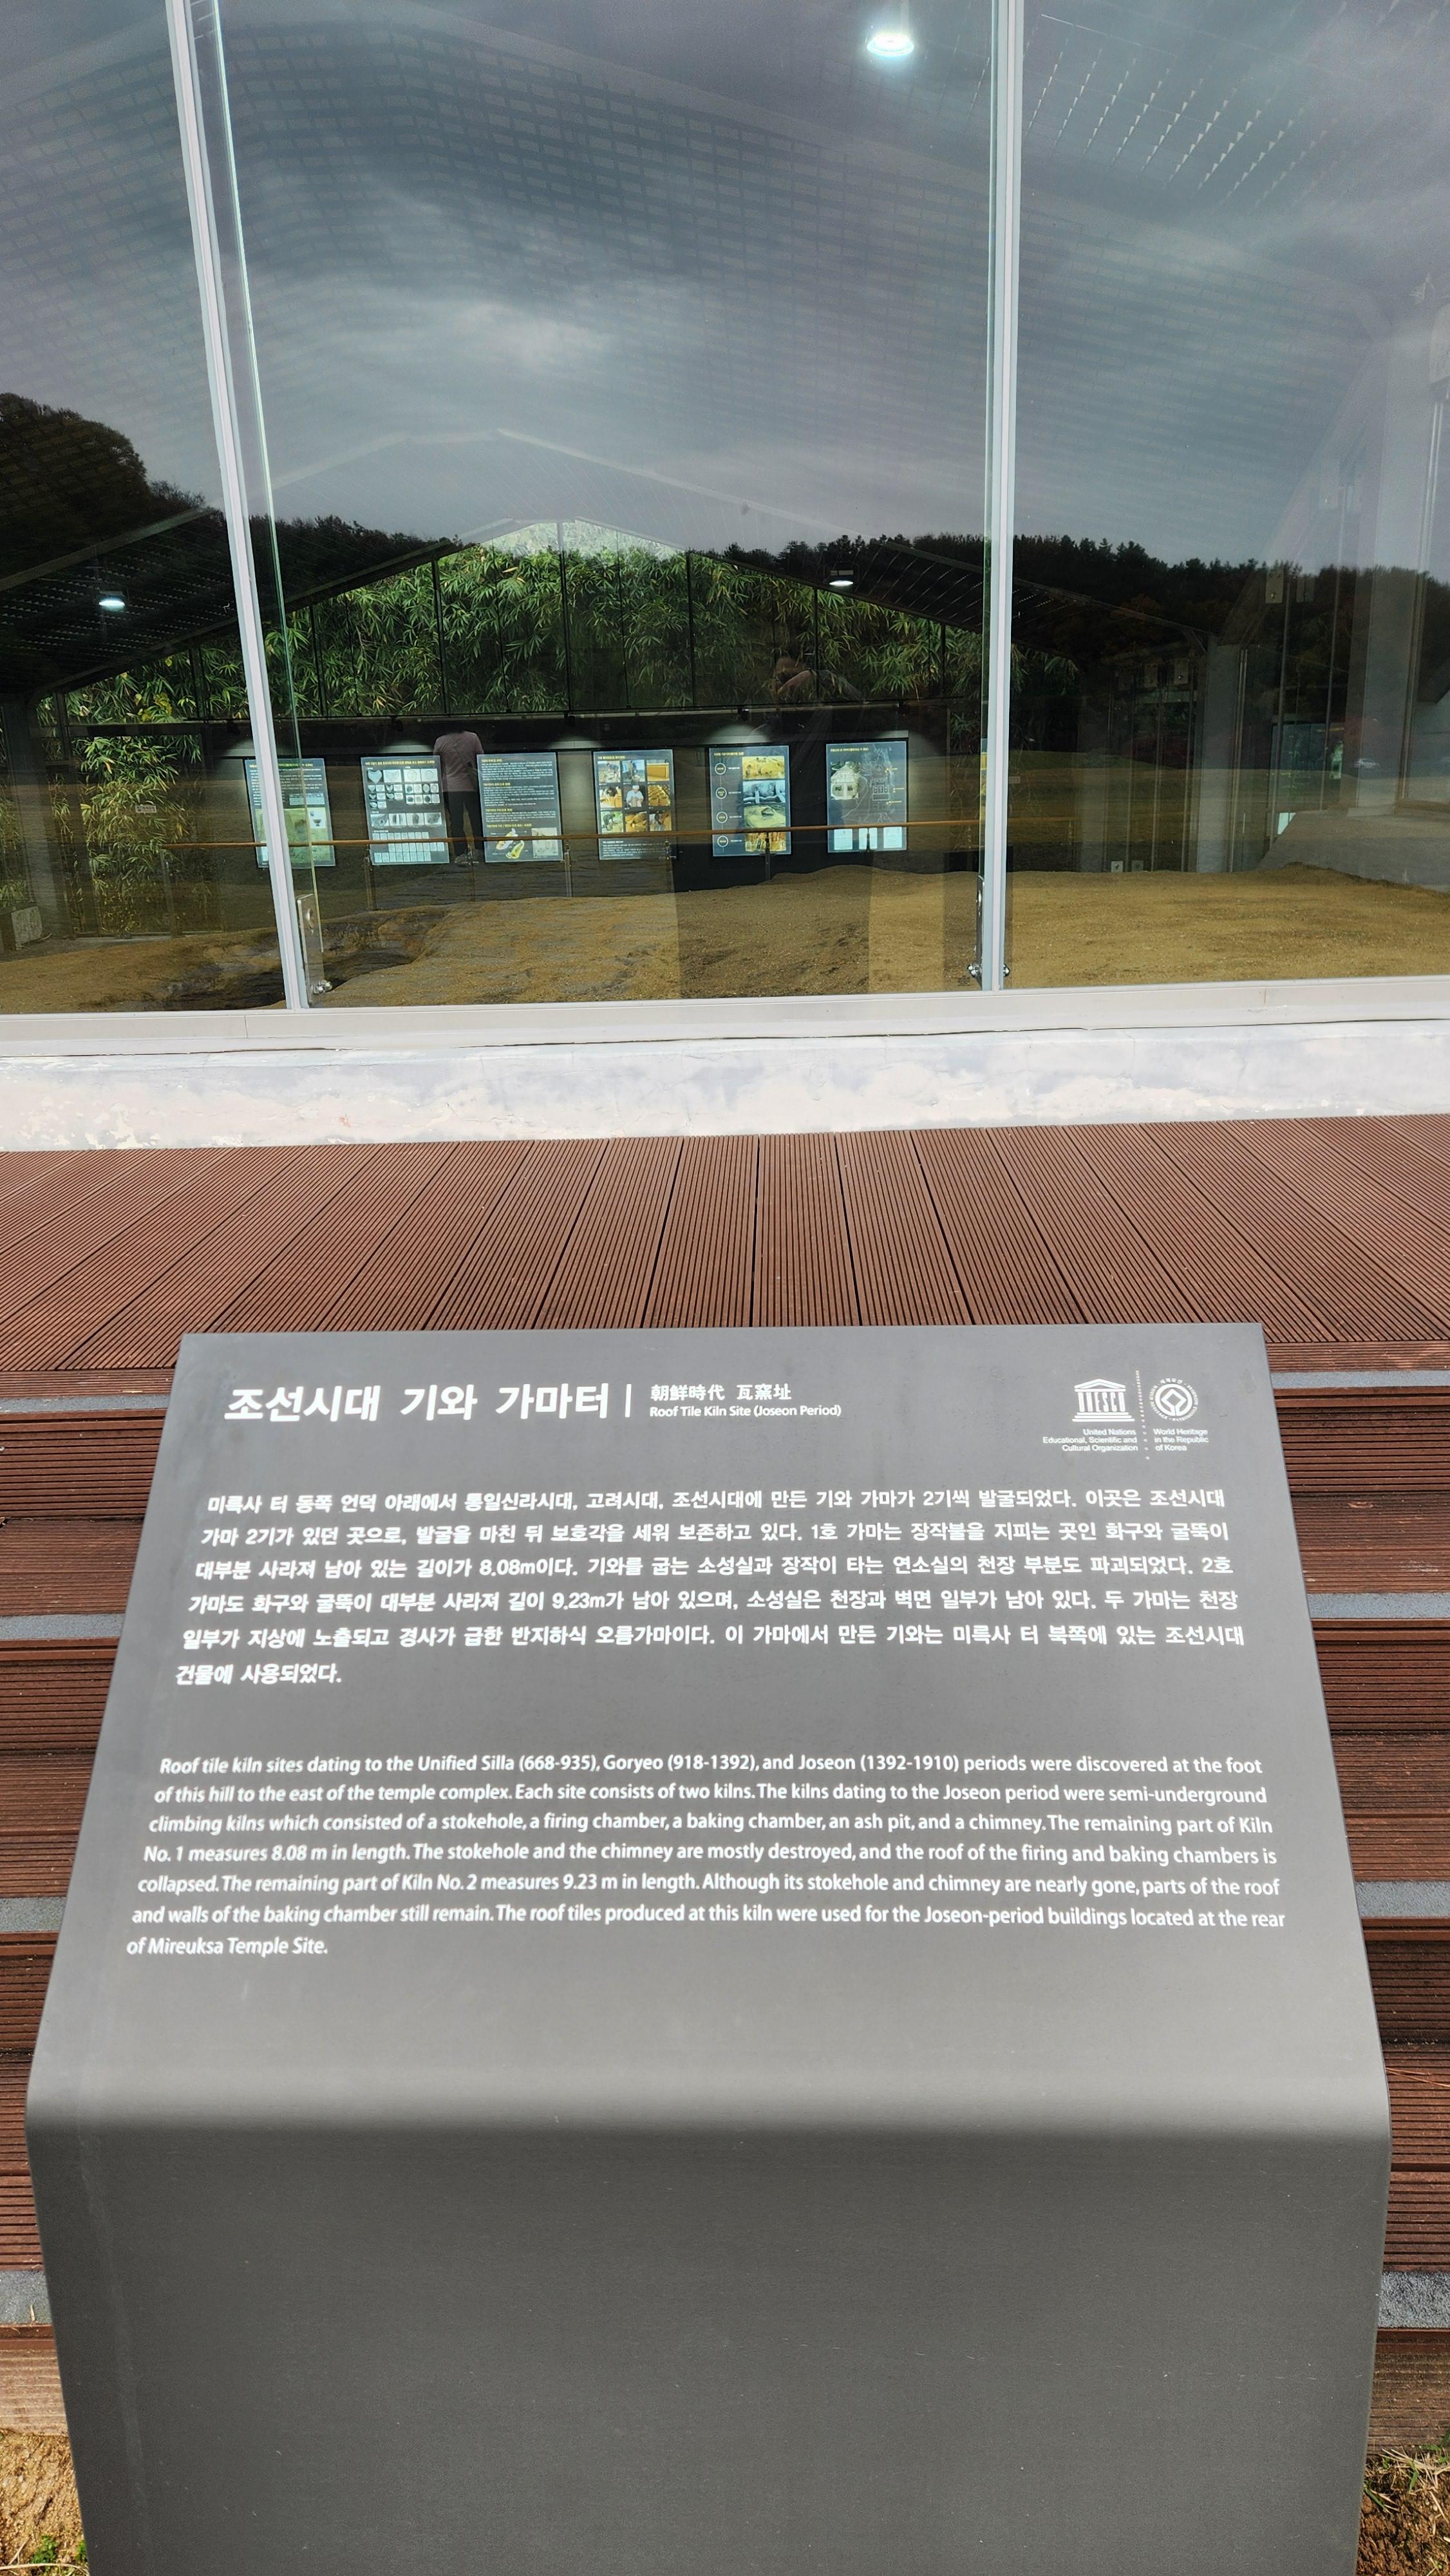 조선시대 기와 가마터 | 朝鮮時代 瓦窯址
Roof Tile Kiln Site (Joseon Period)
UNESCO
United Nations
Educational, Scientific and
Cultural Organization
World Heritage
in the Republic
of Korea
미륵사 터 동쪽 언덕 아래에서 통일신라시대, 고려시대, 조선시대에 만든 기와 가마가 2기씩 발굴되었다. 이곳은 조선시대
가마 2기가 있던 곳으로, 발굴을 마친 뒤 보호각을 세워 보존하고 있다. 1호 가마는 장작불을 지피는 곳인 화구와 굴뚝이
대부분 사라져 남아 있는 길이가 8.08m이다. 기와를 굽는 소성실과 장작이 타는 연소실의 천장 부분도 파괴되었다. 2호
가마도 화구와 굴뚝이 대부분 사라져 길이 9.23m가 남아 있으며, 소성실은 천장과 벽면 일부가 남아 있다. 두 가마는 천장
일부가 지상에 노출되고 경사가 급한 반지하식 오름가마이다. 이 가마에서 만든 기와는 미륵사 터 북쪽에 있는 조선시대
건물에 사용되었다.
Roof tile kiln sites dating to the Unified Silla (668-935), Goryeo (918-1392), and Joseon (1392-1910) periods were discovered at the foot
of this hill to the east of the temple complex. Each site consists of two kilns. The kilns dating to the Joseon period were semi-underground
climbing kilns which consisted of a stokehole, a firing chamber, a baking chamber, an ash pit, and a chimney. The remaining part of Kiln
No. 1 measures 8.08 m in length. The stokehole and the chimney are mostly destroyed, and the roof of the firing and baking chambers is
collapsed. The remaining part of Kiln No. 2 measures 9.23 m in length. Although its stokehole and chimney are nearly gone, parts of the roof
and walls of the baking chamber still remain. The roof tiles produced at this kiln were used for the Joseon-period buildings located at the rear
of Mireuksa Temple Site.